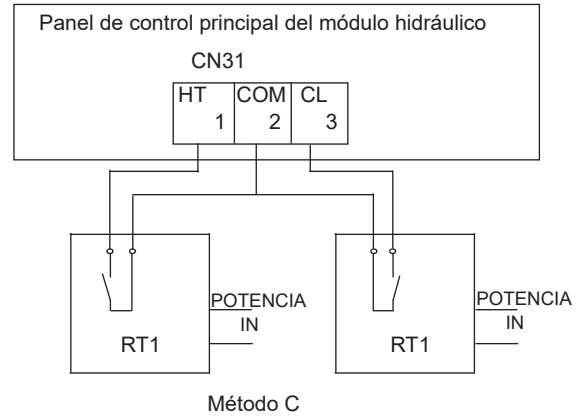 Panel de control principal del módulo hidráulico
CN31
HT COM CL
1 2 3
POTENCIA POTENCIA
IN IN
RT1 RT1
Método C